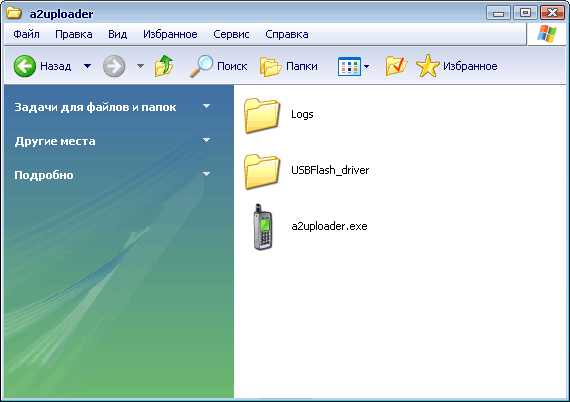 a2uploader
Файл Правка Вид Избранное Сервис Справка
Назад Поиск Папки Избранное
Задачи для файлов и папок
Другие места
Подробно
Logs
USBFlash_driver
a2uploader.exe